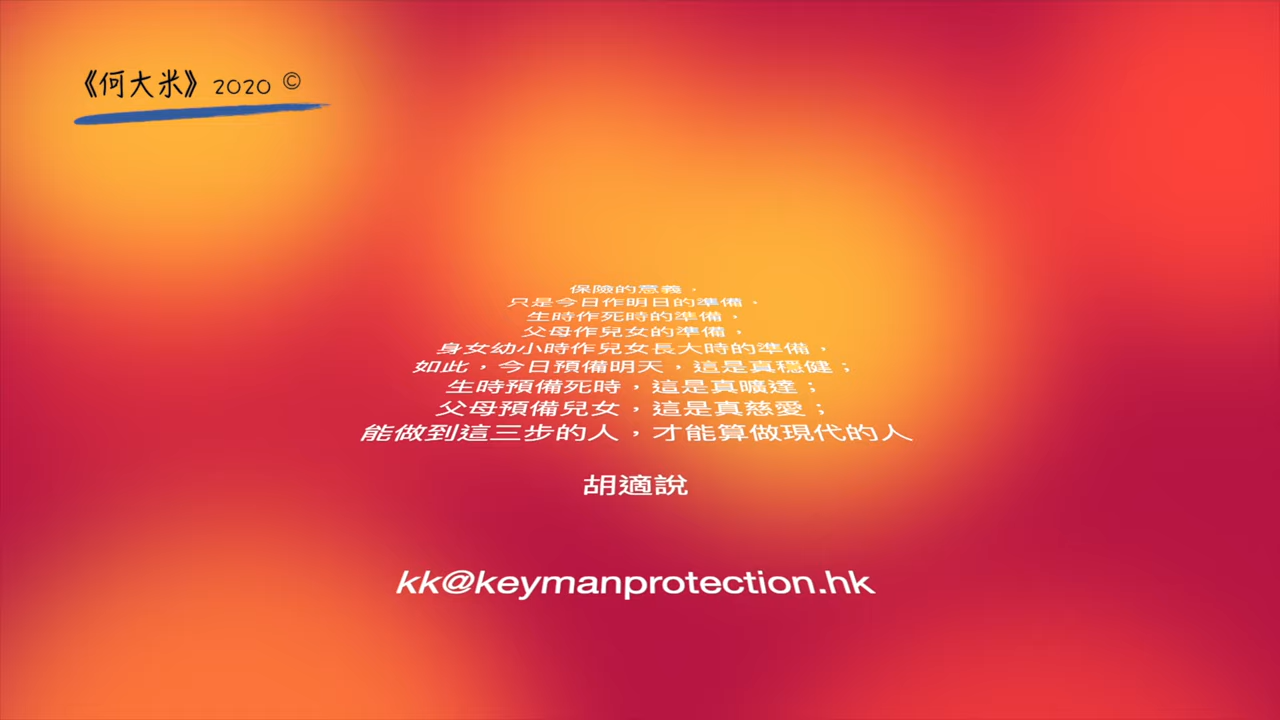 《何大米》2020 ©
保險的意義，
只是今日作明日的準備，
生時作死時的準備，
父母作兒女的準備，
身女幼小時作兒女長大時的準備，
如此，今日預備明天，這是真穩健；
生時預備死時，這是真曠達；
父母預備兒女，這是真慈愛；
能做到這三步的人，才能算做現代的人
胡適說
kk@keymanprotection.hk